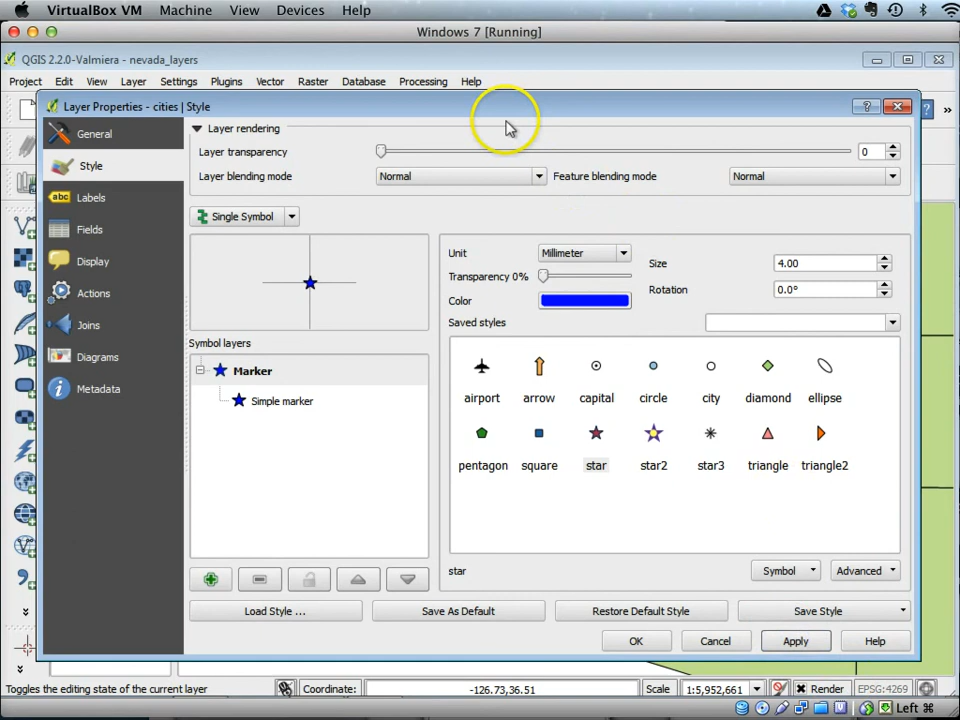 VirtualBox VM Machine View Devices Help
Windows 7 [Running]
QGIS 2.2.0-Valmiera - nevada_layers
Project Edit View Layer Settings Plugins Vector Raster Database Processing Help
Layer Properties - cities | Style
General
Style
Labels
Fields
Display
Actions
Joins
Diagrams
Metadata
Layer rendering
Layer transparency 0
Layer blending mode Normal Feature blending mode Normal
Single Symbol
Unit Millimeter Size 4.00
Transparency 0% Rotation 0.0°
Color
Saved styles
Symbol layers
Marker
Simple marker
airport arrow capital circle city diamond ellipse
pentagon square star star2 star3 triangle triangle2
star Symbol Advanced
Load Style ... Save As Default Restore Default Style Save Style
OK Cancel Apply Help
Toggles the editing state of the current layer Coordinate: -126.73,36.51 Scale 1:5,952,661 Render EPSG:4269
Left ⌘